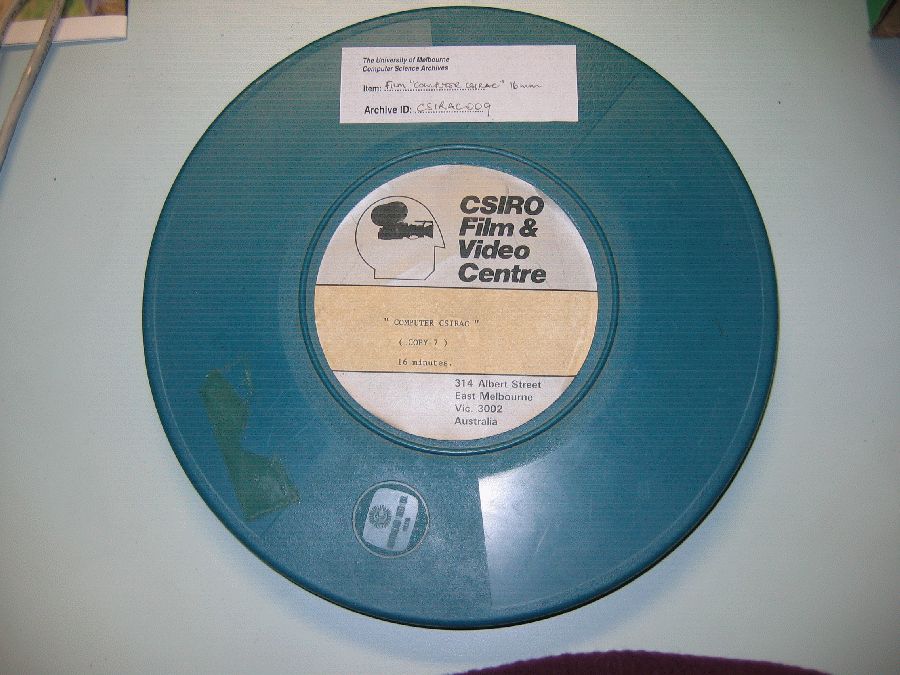 The University of Melbourne
Computer Science Archives
Item: Film "COMPUTER CSIRAC" 16mm
Archive ID: CSIRAC009
CSIRO
Film &
Video
Centre
" COMPUTER CSIRAC "
( COPY 7 )
16 minutes.
314 Albert Street
East Melbourne
Vic. 3002
Australia